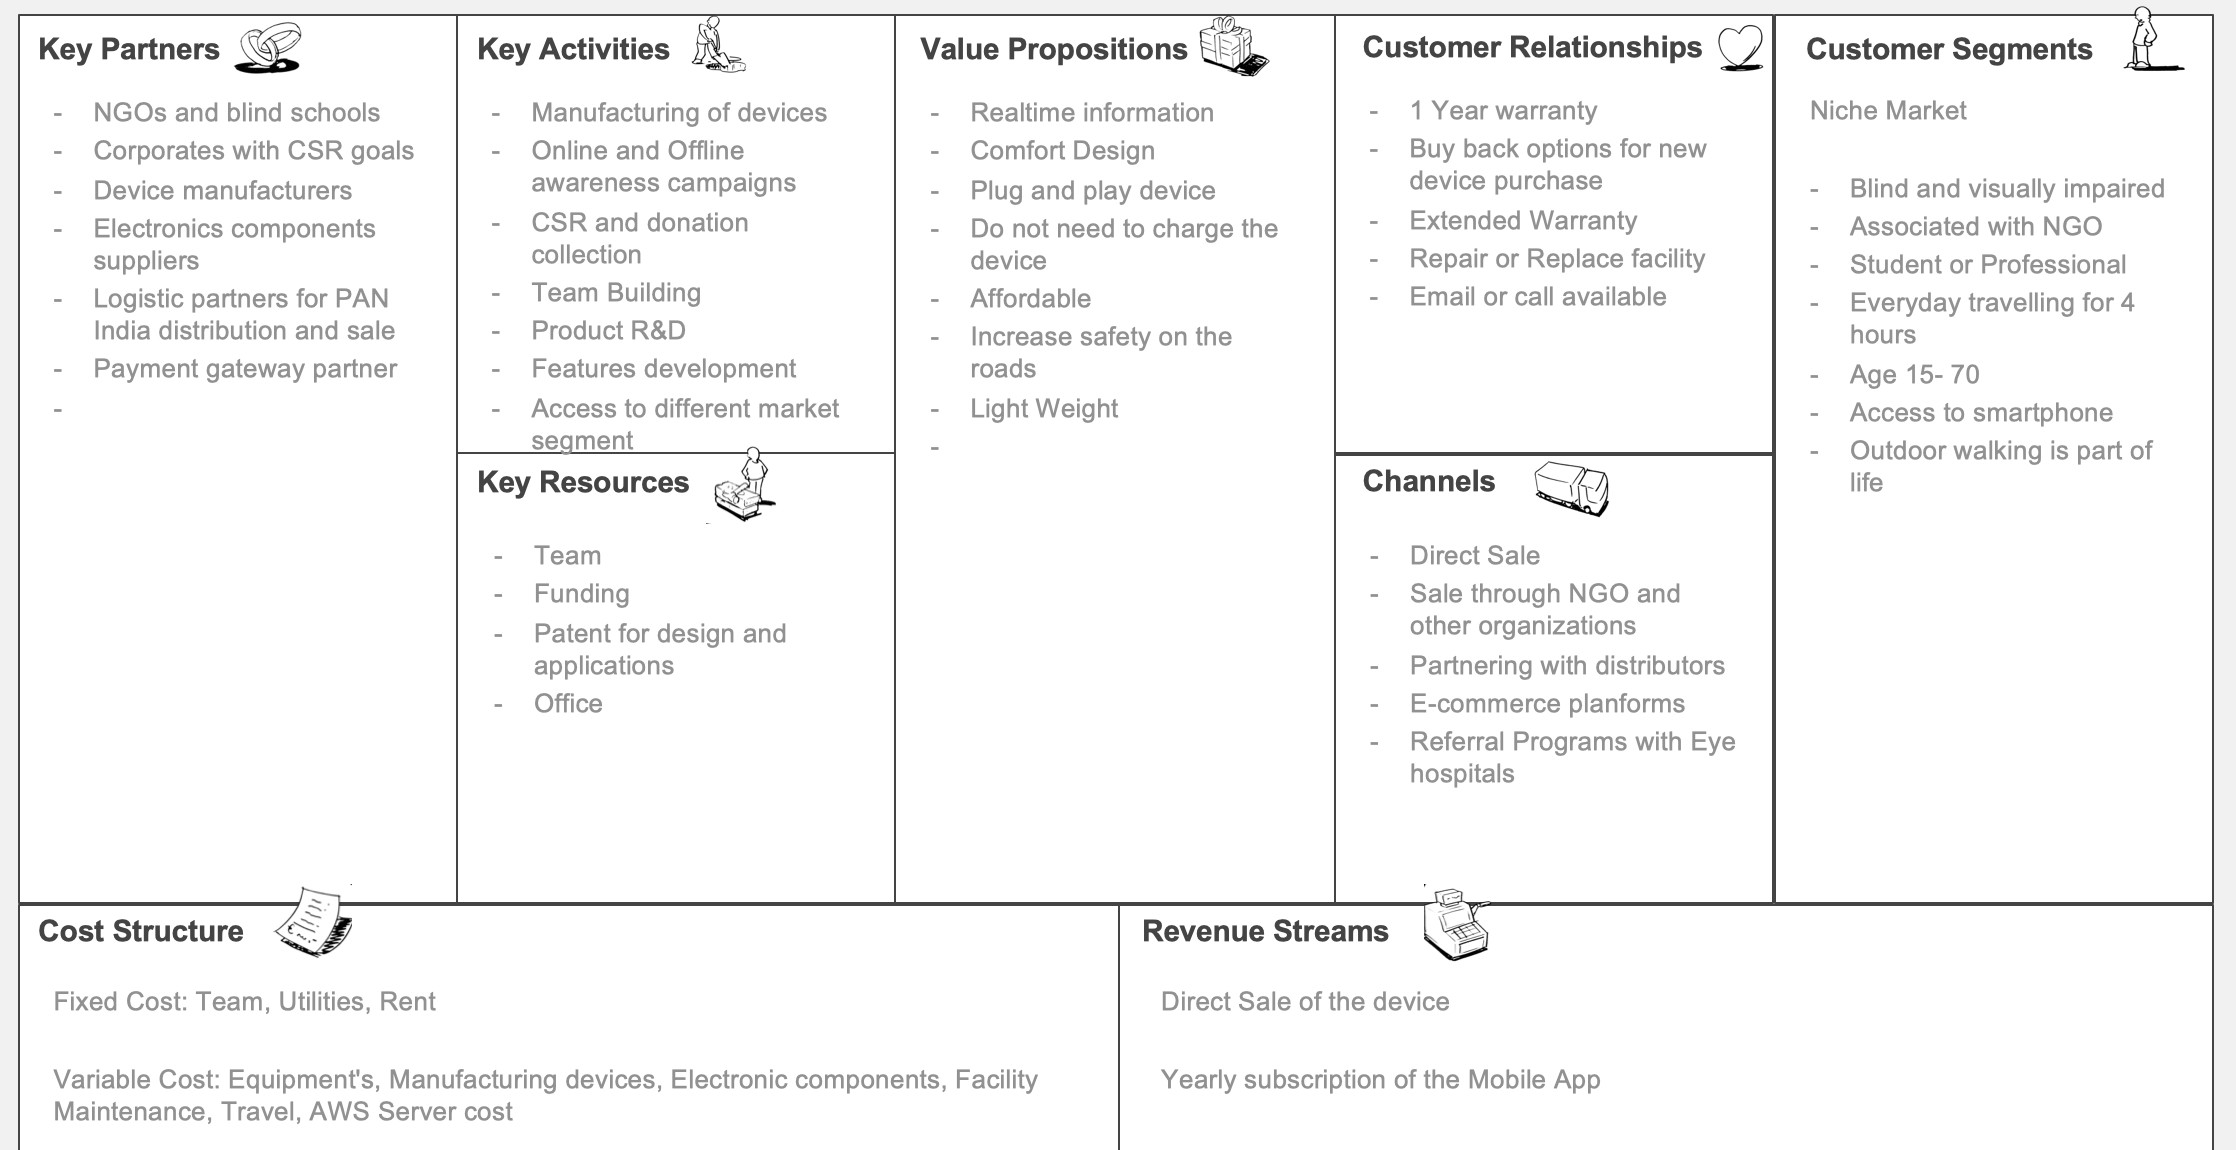 Key Partners
- NGOs and blind schools
- Corporates with CSR goals
- Device manufacturers
- Electronics components
suppliers
- Logistic partners for PAN
India distribution and sale
- Payment gateway partner
-
Key Activities
- Manufacturing of devices
- Online and Offline
awareness campaigns
- CSR and donation
collection
- Team Building
- Product R&D
- Features development
- Access to different market
segment
Key Resources
- Team
- Funding
- Patent for design and
applications
- Office
Value Propositions
- Realtime information
- Comfort Design
- Plug and play device
- Do not need to charge the
device
- Affordable
- Increase safety on the
roads
- Light Weight
-
Customer Relationships
- 1 Year warranty
- Buy back options for new
device purchase
- Extended Warranty
- Repair or Replace facility
- Email or call available
Channels
- Direct Sale
- Sale through NGO and
other organizations
- Partnering with distributors
- E-commerce planforms
- Referral Programs with Eye
hospitals
Customer Segments
Niche Market
- Blind and visually impaired
- Associated with NGO
- Student or Professional
- Everyday travelling for 4
hours
- Age 15- 70
- Access to smartphone
- Outdoor walking is part of
life
Cost Structure
Fixed Cost: Team, Utilities, Rent
Variable Cost: Equipment's, Manufacturing devices, Electronic components, Facility
Maintenance, Travel, AWS Server cost
Revenue Streams
Direct Sale of the device
Yearly subscription of the Mobile App